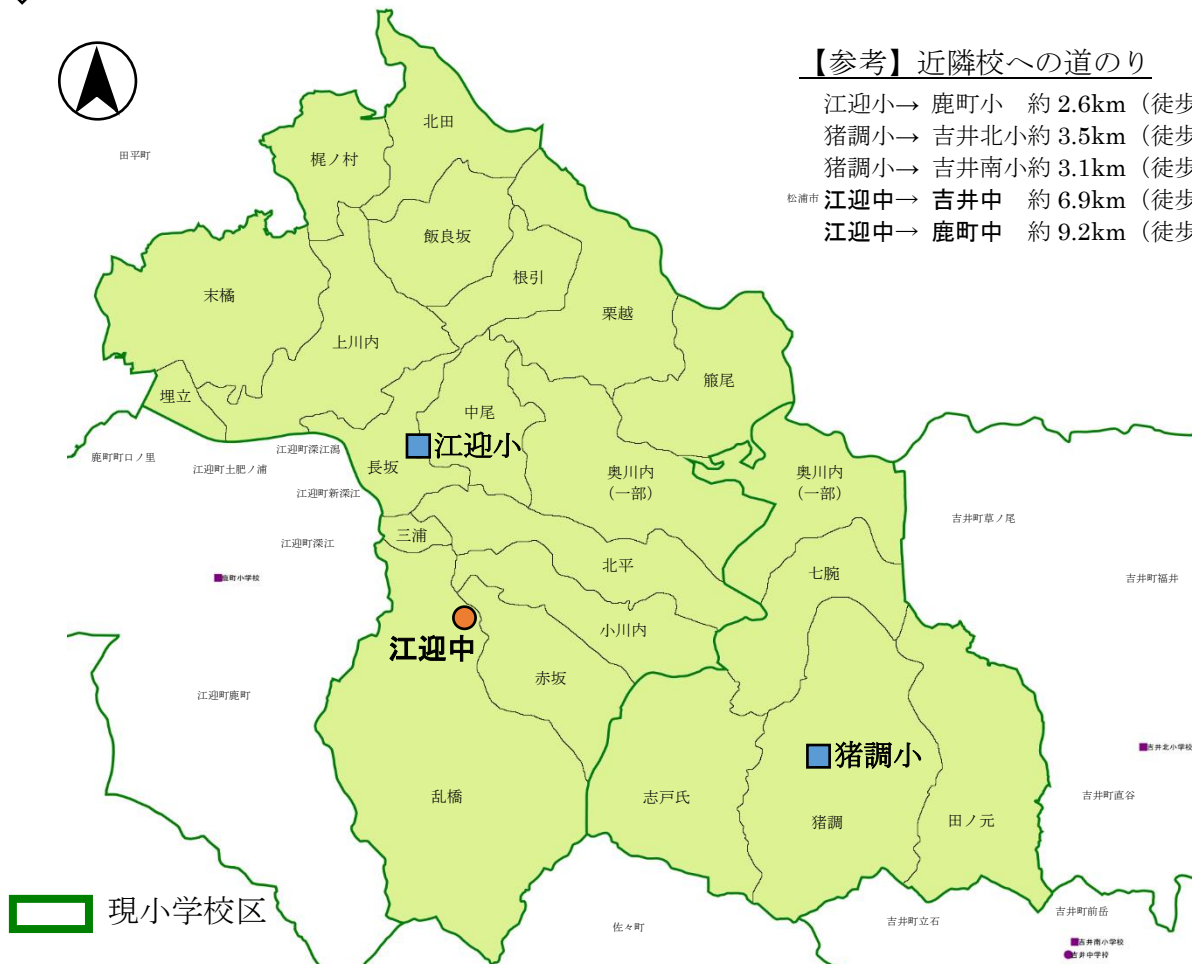 【参考】近隣校への道のり
江迎小→ 鹿町小 約 2.6km（徒歩
猪調小→ 吉井北小約 3.5km（徒歩
猪調小→ 吉井南小約 3.1km（徒歩
江迎中→ 吉井中 約 6.9km（徒歩
江迎中→ 鹿町中 約 9.2km（徒歩
松浦市
田平町
北田
梶ノ村
飯良坂
根引
末橘
栗越
上川内
箙尾
埋立
中尾
江迎小
鹿町町口ノ里
江迎町土肥ノ浦
江迎町深江潟
長坂
奥川内
(一部)
奥川内
(一部)
江迎町新深江
吉井町草ノ尾
三浦
江迎町深江
北平
七腕
鹿町小学校
吉井町福井
小川内
江迎中
赤坂
江迎町鹿町
吉井北小学校
猪調小
乱橋
志戸氏
猪調
田ノ元
吉井町直谷
現小学校区
佐々町
吉井町立石
吉井町前岳
吉井南小学校
吉井中学校